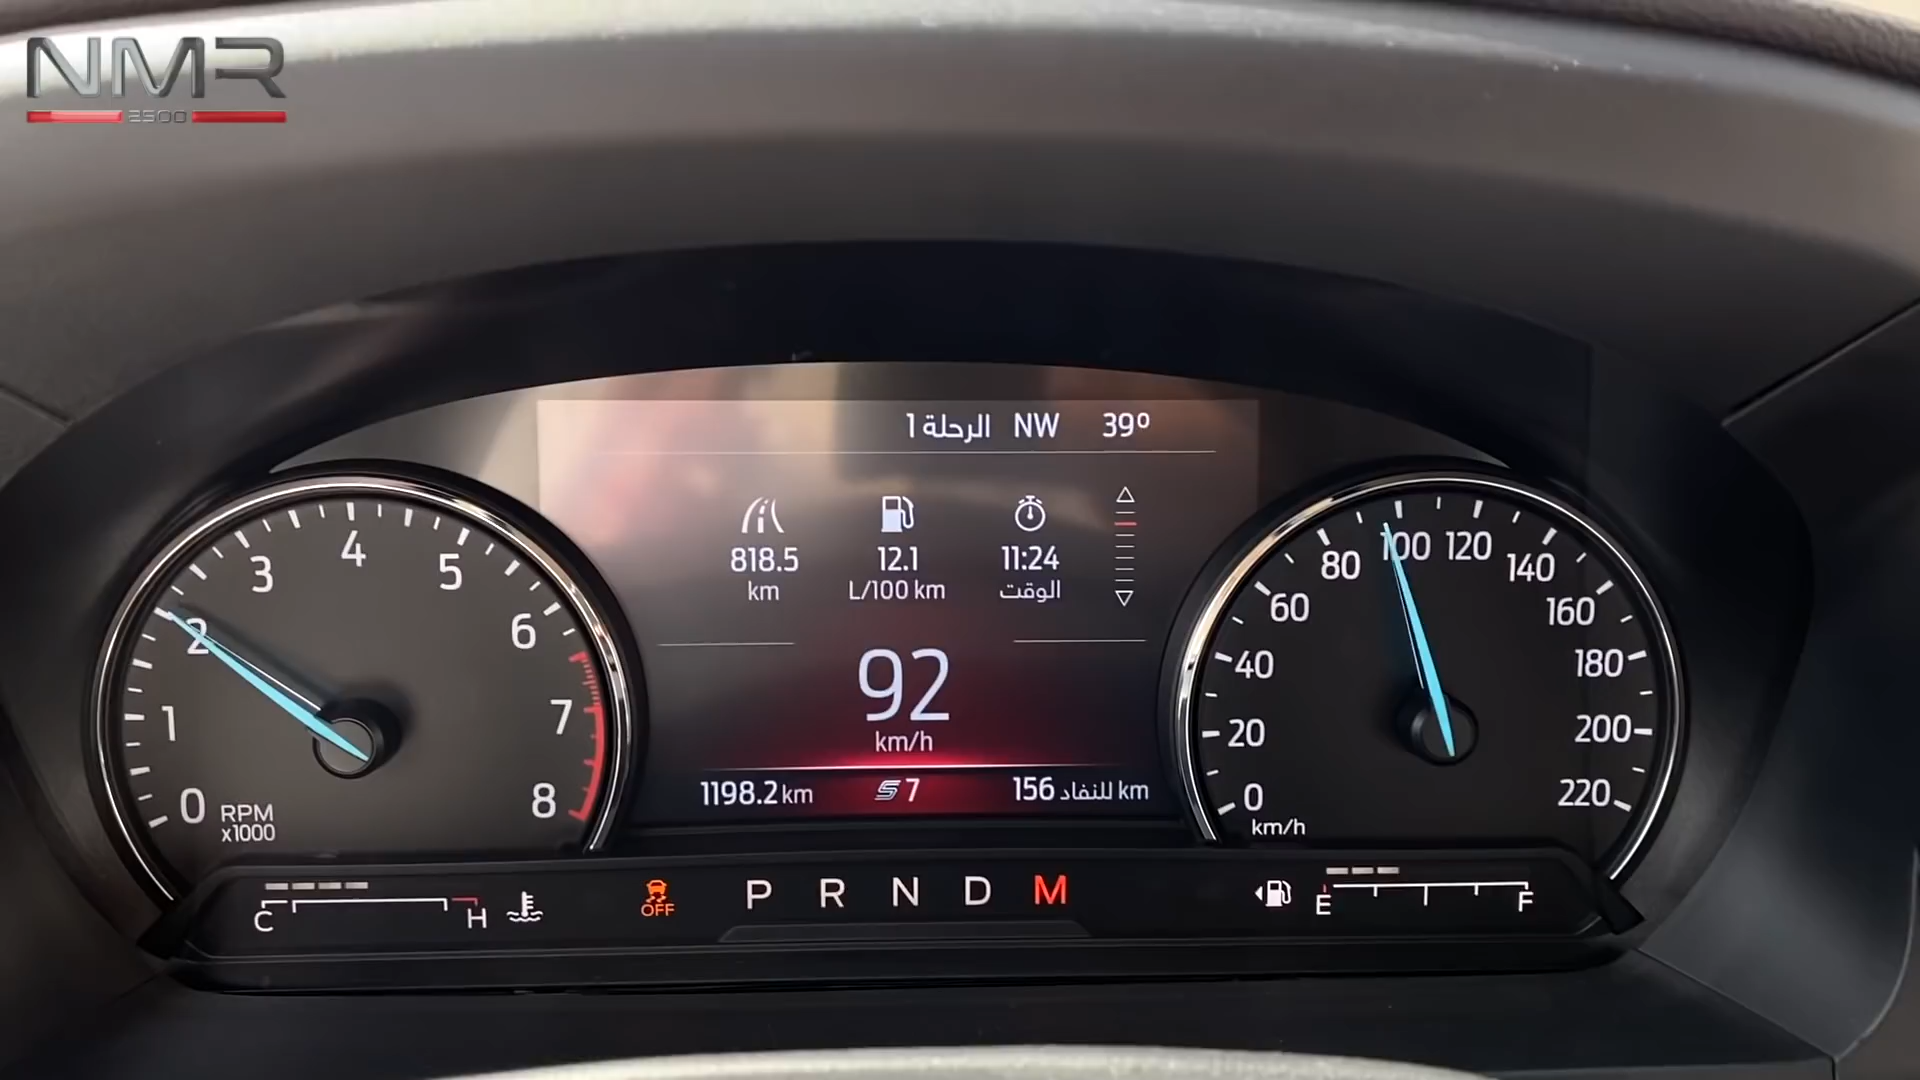 NMR
3500
الرحلة 1 NW 39º
818.5 12.1 11:24
km L/100 km الوقت
92
km/h
1198.2 km S 7 156 للنفاد km
0 1 2 3 4 5 6 7 8
RPM
x1000
0 20 40 60 80 100 120 140 160 180 200 220
km/h
C H OFF P R N D M E F